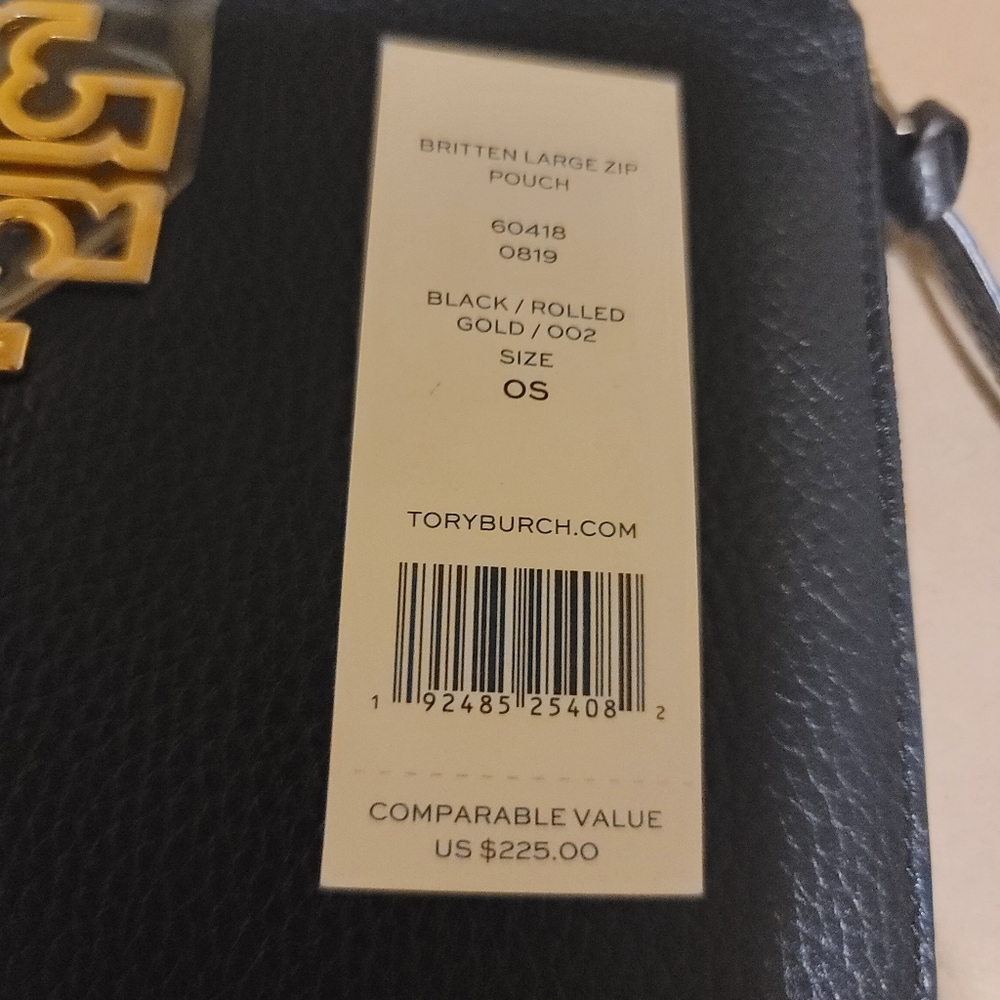 BRITTEN LARGE ZIP
POUCH
60418
0819
BLACK / ROLLED
GOLD / 002
SIZE
OS
TORYBURCH.COM
1 92485 25408 2
COMPARABLE VALUE
US $225.00